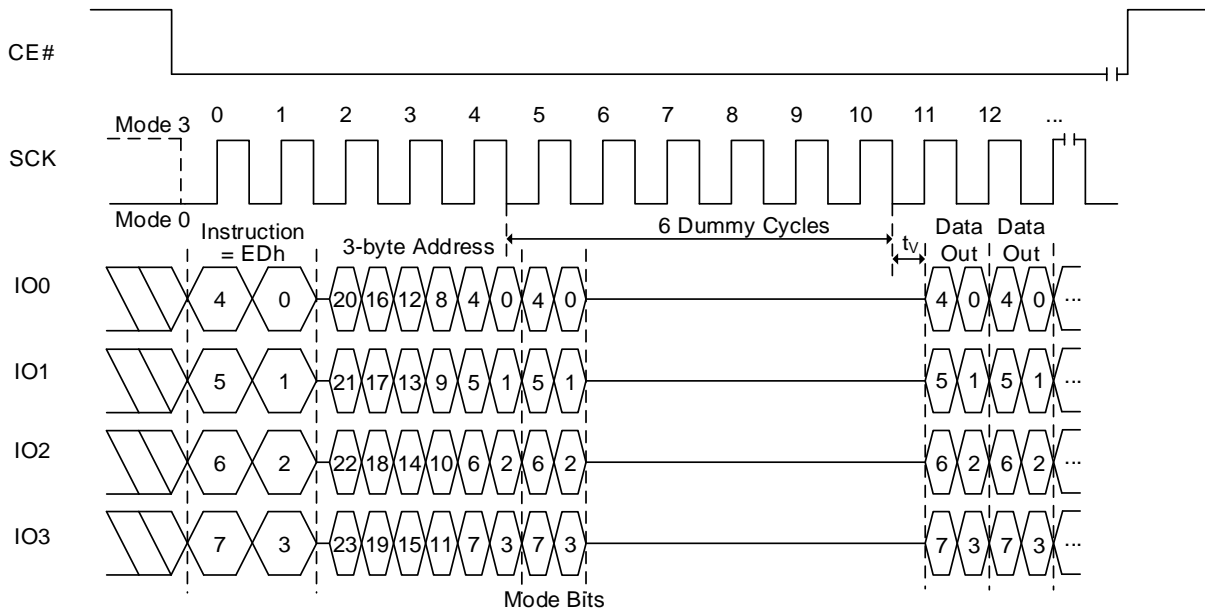 CE#
0 1 2 3 4 5 6 7 8 9 10 11 12 ...
Mode 3
SCK
Mode 0
Instruction
= EDh
3-byte Address
6 Dummy Cycles
tV
Data
Out
Data
Out
IO0
4 0 20 16 12 8 4 0 4 0 4 0 4 0 ...
IO1
5 1 21 17 13 9 5 1 5 1 5 1 5 1 ...
IO2
6 2 22 18 14 10 6 2 6 2 6 2 6 2 ...
IO3
7 3 23 19 15 11 7 3 7 3 7 3 7 3 ...
Mode Bits